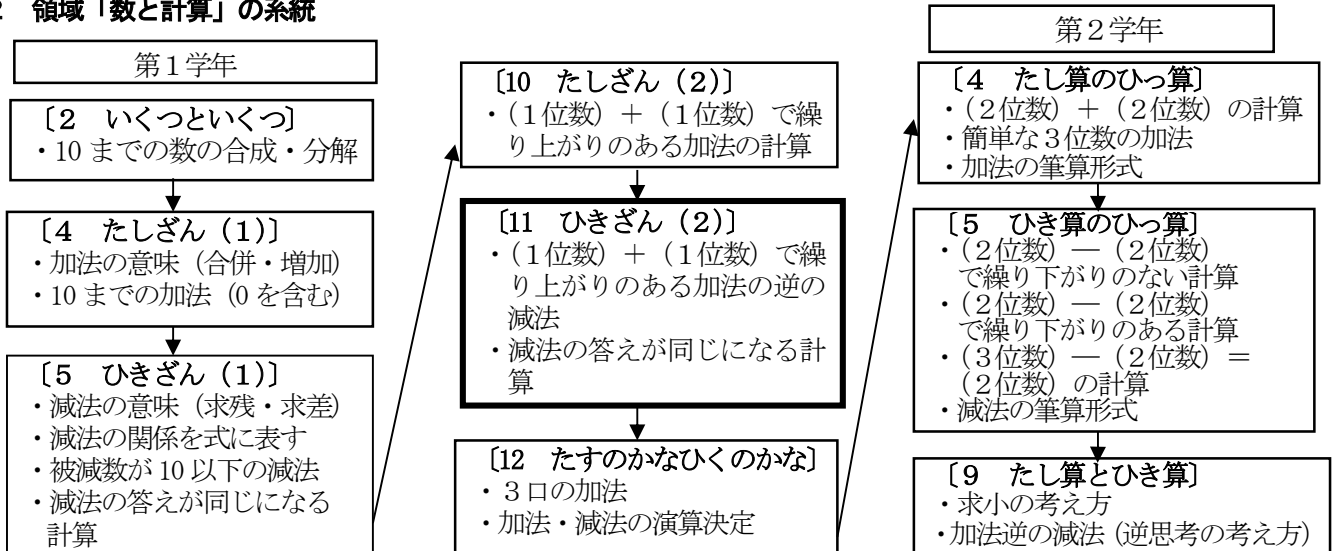 2 領域「数と計算」の系統
第1学年
〔2 いくつといくつ〕
・10までの数の合成・分解
〔4 たしざん(1)〕
・加法の意味(合併・増加)
・10までの加法(0を含む)
〔5 ひきざん(1)〕
・減法の意味(求残・求差)
・減法の関係を式に表す
・被減数が10以下の減法
・減法の答えが同じになる
計算
〔10 たしざん(2)〕
・(1位数)+(1位数)で繰
り上がりのある加法の計算
〔11 ひきざん(2)〕
・(1位数)+(1位数)で繰
り上がりのある加法の逆の
減法
・減法の答えが同じになる計
算
〔12 たすのかなひくのかな〕
・3口の加法
・加法・減法の演算決定
第2学年
〔4 たし算のひっ算〕
・(2位数)+(2位数)の計算
・簡単な3位数の加法
・加法の筆算形式
〔5 ひき算のひっ算〕
・(2位数)―(2位数)
で繰り下がりのない計算
・(2位数)―(2位数)
で繰り下がりのある計算
・(3位数)―(2位数)=
(2位数)の計算
・減法の筆算形式
〔9 たし算とひき算〕
・求小の考え方
・加法逆の減法(逆思考の考え方)